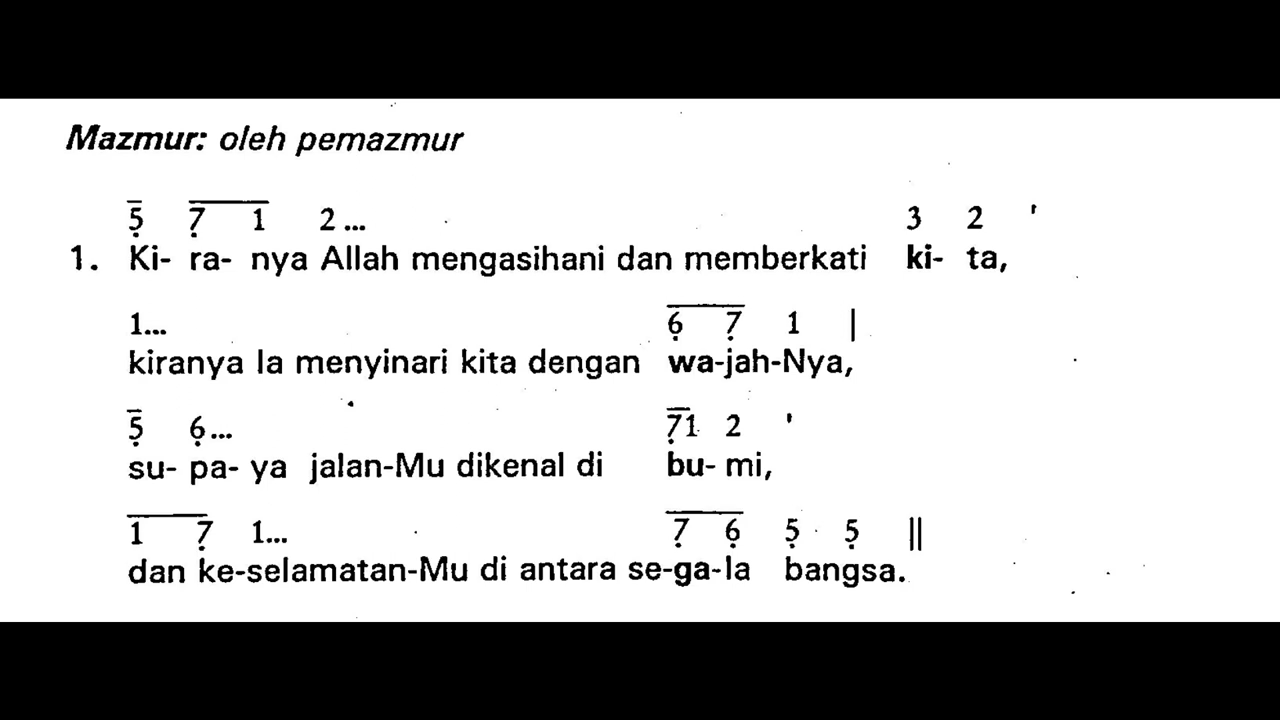 Mazmur: oleh pemazmur
5̣ 7̣ 1 2... 3 2 '
1. Ki- ra- nya Allah mengasihani dan memberkati ki- ta,
1... 6̣ 7̣ 1 |
kiranya Ia menyinari kita dengan wa-jah-Nya,
5̣ 6̣... 7̣1 2 '
su- pa- ya jalan-Mu dikenal di bu- mi,
1 7̣ 1... 7̣ 6̣ 5̣ 5̣ ||
dan ke-selamatan-Mu di antara se-ga-la bangsa.